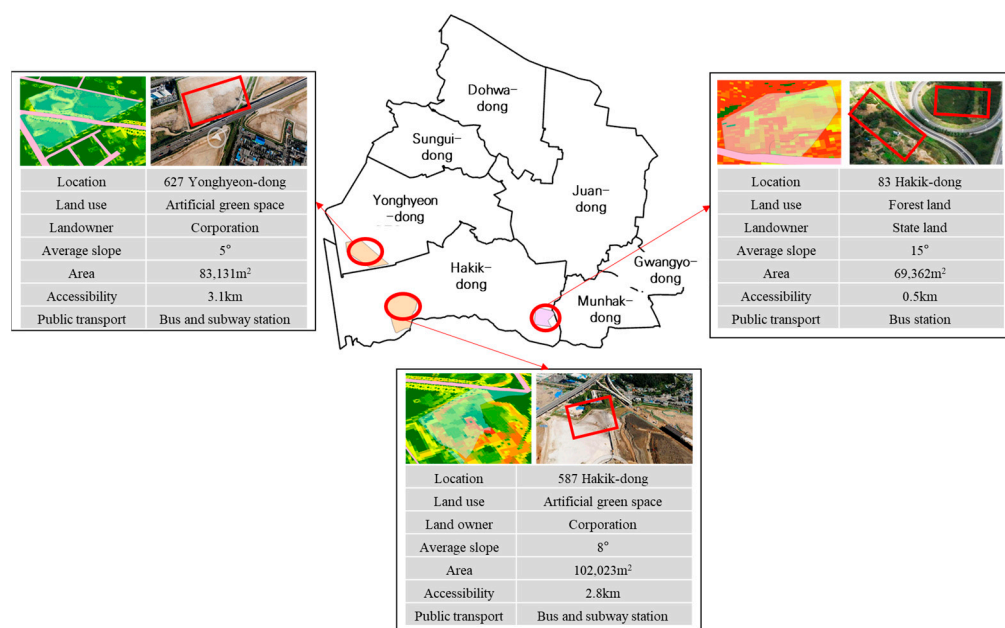 Dohwa-
dong
Sungui-
dong
Yonghyeon
-dong
Juan-
dong
Hakik-
dong
Gwangyo-
dong
Munhak-
dong
Location 627 Yonghyeon-dong
Land use Artificial green space
Landowner Corporation
Average slope 5°
Area 83,131m²
Accessibility 3.1km
Public transport Bus and subway station
Location 83 Hakik-dong
Land use Forest land
Landowner State land
Average slope 15°
Area 69,362m²
Accessibility 0.5km
Public transport Bus station
Location 587 Hakik-dong
Land use Artificial green space
Land owner Corporation
Average slope 8°
Area 102,023m²
Accessibility 2.8km
Public transport Bus and subway station